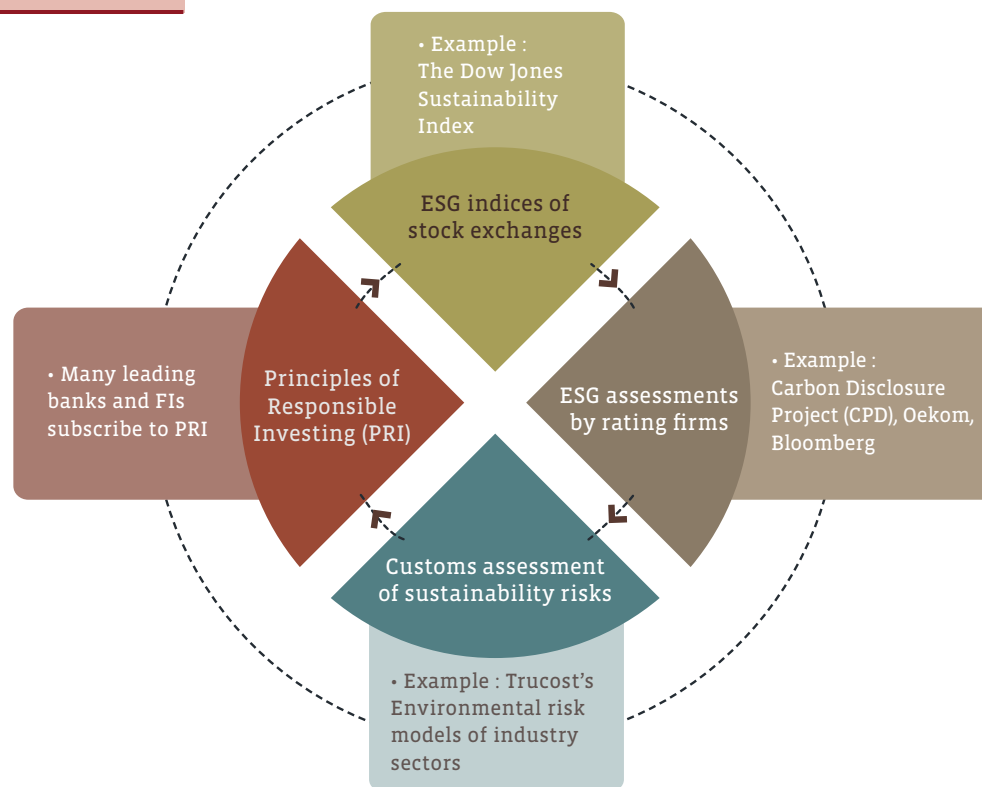 • Example :
The Dow Jones
Sustainability
Index
ESG indices of
stock exchanges
• Example :
Carbon Disclosure
Project (CPD), Oekom,
Bloomberg
ESG assessments
by rating firms
Customs assessment
of sustainability risks
• Example : Trucost’s
Environmental risk
models of industry
sectors
Principles of
Responsible
Investing (PRI)
• Many leading
banks and FIs
subscribe to PRI